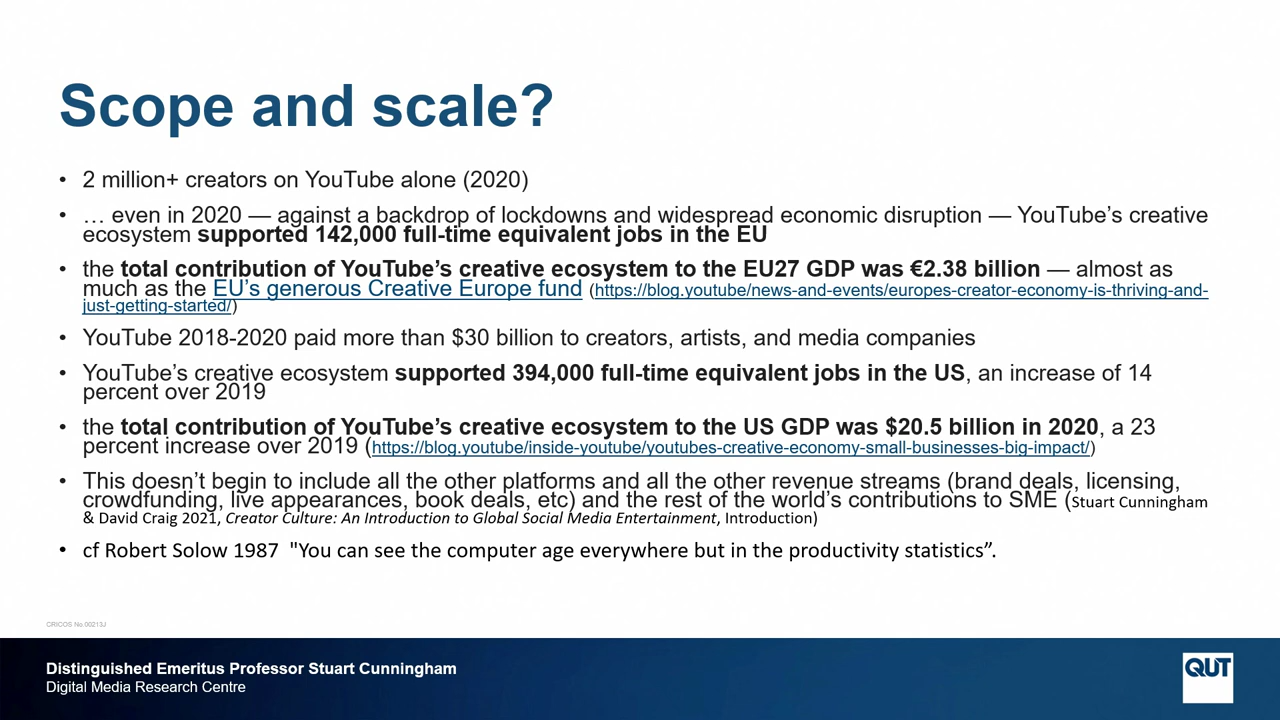 Scope and scale?
• 2 million+ creators on YouTube alone (2020)
• … even in 2020 — against a backdrop of lockdowns and widespread economic disruption — YouTube’s creative
ecosystem supported 142,000 full-time equivalent jobs in the EU
• the total contribution of YouTube’s creative ecosystem to the EU27 GDP was €2.38 billion — almost as
much as the EU’s generous Creative Europe fund (https://blog.youtube/news-and-events/europes-creator-economy-is-thriving-and-
just-getting-started/)
• YouTube 2018-2020 paid more than $30 billion to creators, artists, and media companies
• YouTube’s creative ecosystem supported 394,000 full-time equivalent jobs in the US, an increase of 14
percent over 2019
• the total contribution of YouTube’s creative ecosystem to the US GDP was $20.5 billion in 2020, a 23
percent increase over 2019 (https://blog.youtube/inside-youtube/youtubes-creative-economy-small-businesses-big-impact/)
• This doesn’t begin to include all the other platforms and all the other revenue streams (brand deals, licensing,
crowdfunding, live appearances, book deals, etc) and the rest of the world’s contributions to SME (Stuart Cunningham
& David Craig 2021, Creator Culture: An Introduction to Global Social Media Entertainment, Introduction)
• cf Robert Solow 1987 "You can see the computer age everywhere but in the productivity statistics”.
CRICOS No.00213J
Distinguished Emeritus Professor Stuart Cunningham
Digital Media Research Centre
QUT